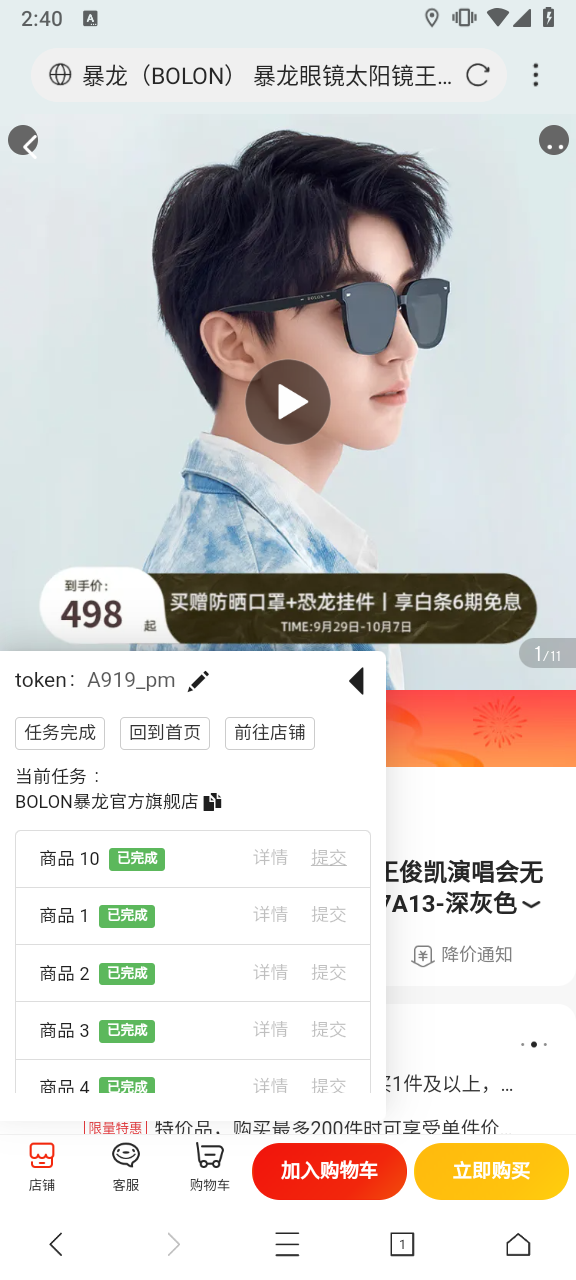 2:40
A
暴龙（BOLON） 暴龙眼镜太阳镜王…
BOLON
到手价：
498 起
买赠防晒口罩+恐龙挂件丨享白条6期免息
TIME:9月29日-10月7日
1/11
token： A919_pm
任务完成 回到首页 前往店铺
当前任务：
BOLON暴龙官方旗舰店
商品 10 已完成 详情 提交
商品 1 已完成 详情 提交
商品 2 已完成 详情 提交
商品 3 已完成 详情 提交
商品 4 已完成 详情 提交
王俊凯演唱会无
7A13-深灰色
降价通知
买1件及以上，…
限量特惠 特价品，购买最多200件时可享受单件价
店铺 客服 购物车 加入购物车 立即购买
1